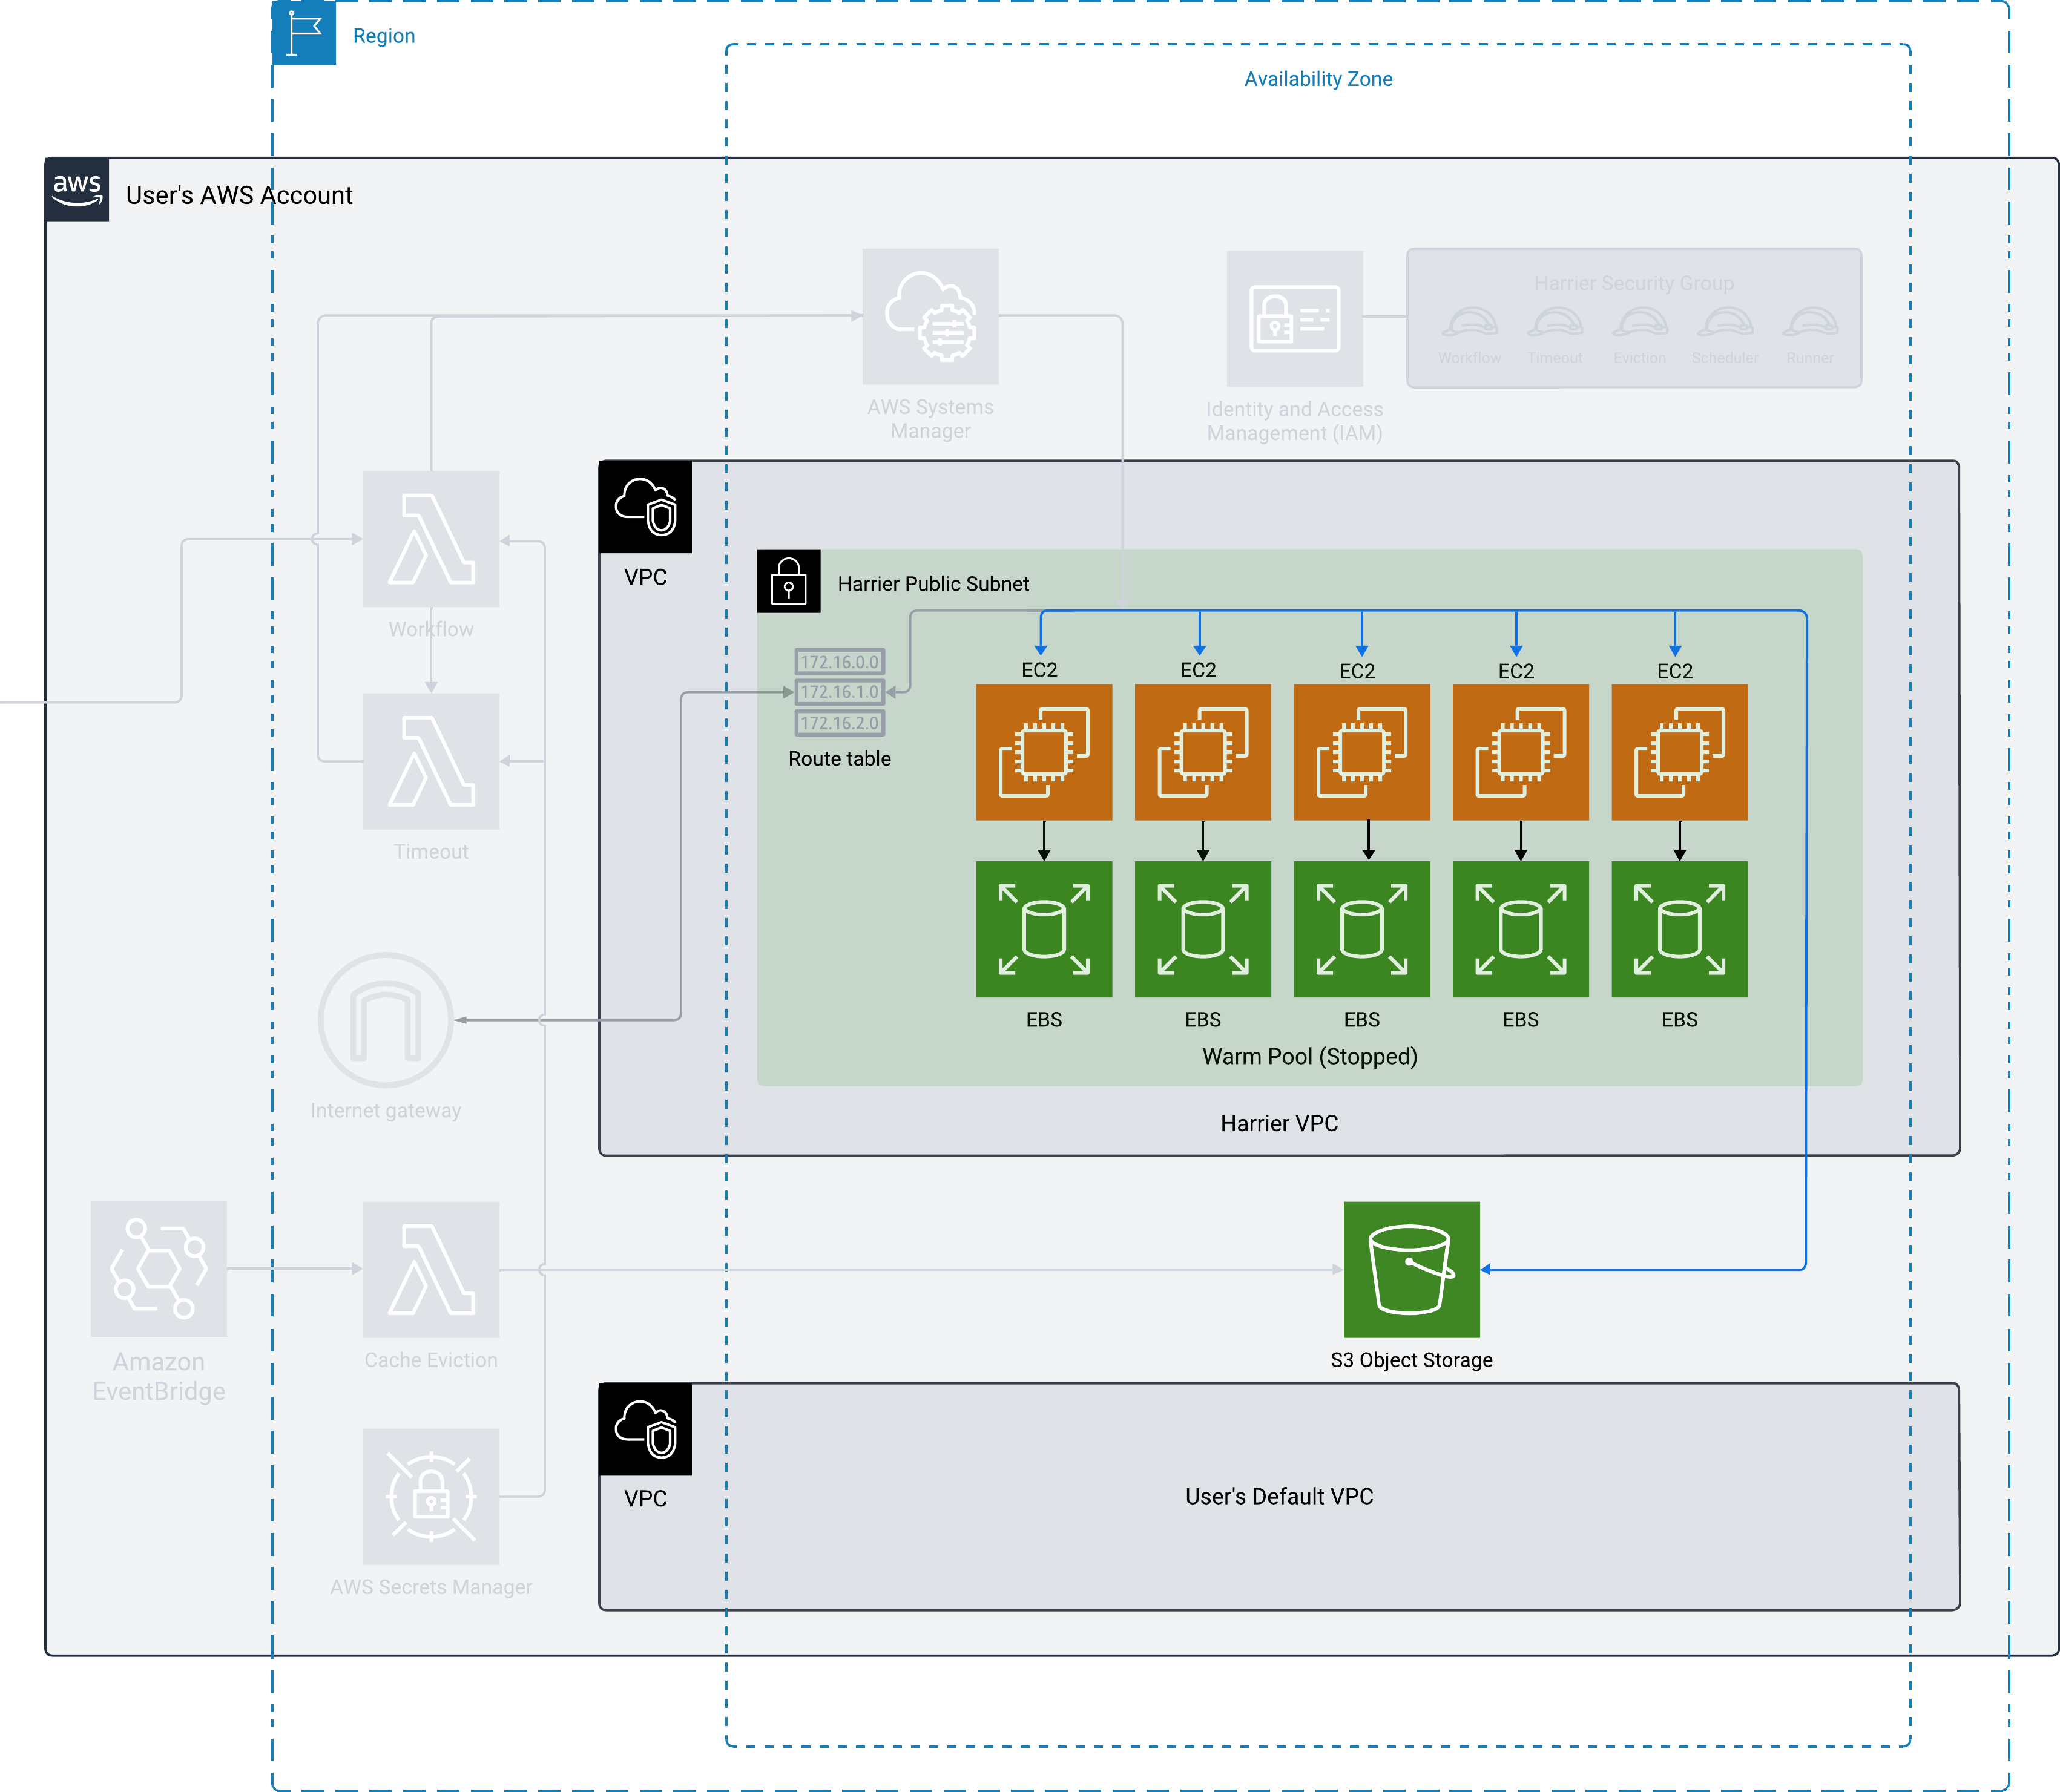 Region
Availability Zone
aws
User's AWS Account
Harrier Security Group
Workflow
Timeout
Eviction
Scheduler
Runner
AWS Systems
Manager
Identity and Access
Management (IAM)
VPC
Harrier Public Subnet
Workflow
172.16.0.0
172.16.1.0
172.16.2.0
Route table
EC2
EC2
EC2
EC2
EC2
Timeout
EBS
EBS
EBS
EBS
EBS
Warm Pool (Stopped)
Internet gateway
Harrier VPC
Amazon
EventBridge
Cache Eviction
S3 Object Storage
VPC
User's Default VPC
AWS Secrets Manager